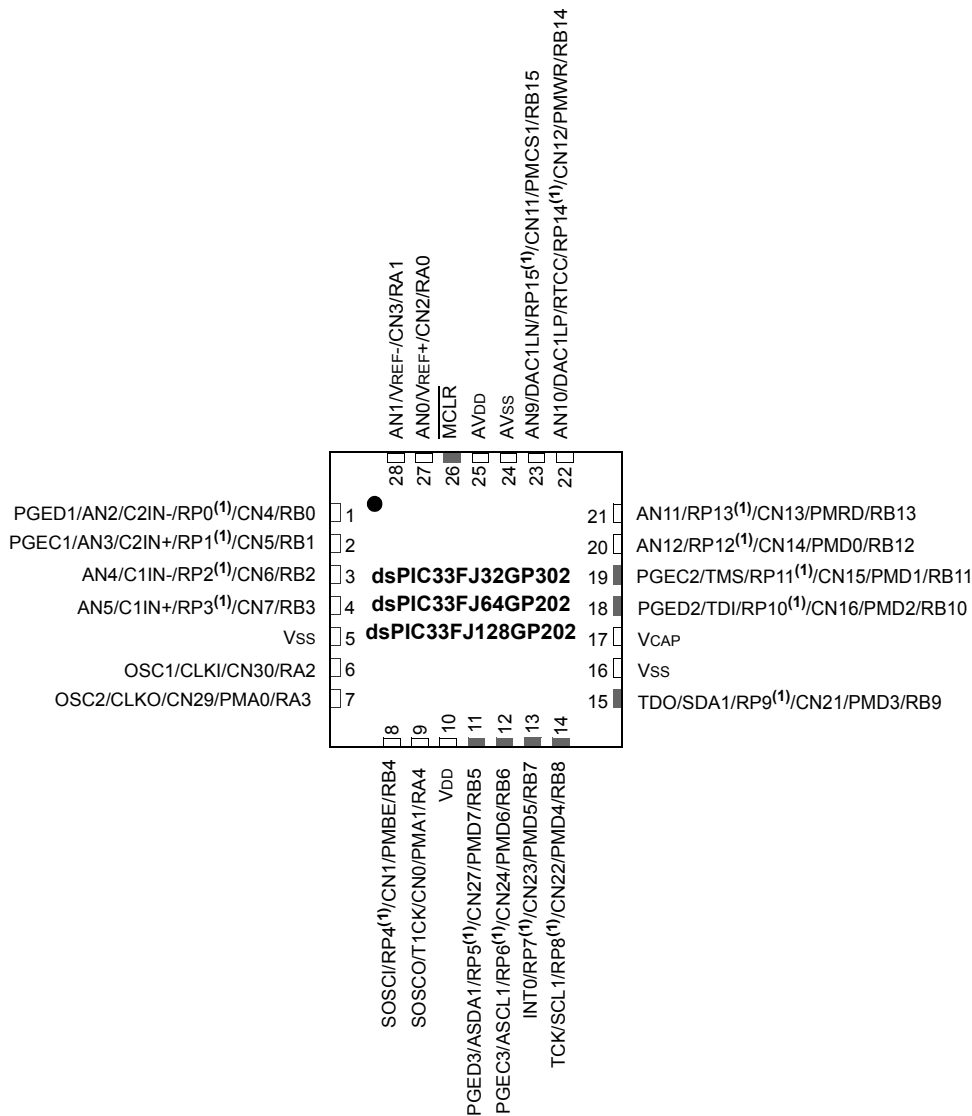 AN1/VREF-/CN3/RA1
AN0/VREF+/CN2/RA0
MCLR
AVDD
AVSS
AN9/DAC1LN/RP15(1)/CN11/PMCS1/RB15
AN10/DAC1LP/RTCC/RP14(1)/CN12/PMWR/RB14
28
27
26
25
24
23
22
PGED1/AN2/C2IN-/RP0(1)/CN4/RB0
1
PGEC1/AN3/C2IN+/RP1(1)/CN5/RB1
2
AN4/C1IN-/RP2(1)/CN6/RB2
3
AN5/C1IN+/RP3(1)/CN7/RB3
4
VSS
5
OSC1/CLKI/CN30/RA2
6
OSC2/CLKO/CN29/PMA0/RA3
7
dsPIC33FJ32GP302
dsPIC33FJ64GP202
dsPIC33FJ128GP202
21
AN11/RP13(1)/CN13/PMRD/RB13
20
AN12/RP12(1)/CN14/PMD0/RB12
19
PGEC2/TMS/RP11(1)/CN15/PMD1/RB11
18
PGED2/TDI/RP10(1)/CN16/PMD2/RB10
17
VCAP
16
VSS
15
TDO/SDA1/RP9(1)/CN21/PMD3/RB9
8
9
10
11
12
13
14
SOSCI/RP4(1)/CN1/PMBE/RB4
SOSCO/T1CK/CN0/PMA1/RA4
VDD
PGED3/ASDA1/RP5(1)/CN27/PMD7/RB5
PGEC3/ASCL1/RP6(1)/CN24/PMD6/RB6
INT0/RP7(1)/CN23/PMD5/RB7
TCK/SCL1/RP8(1)/CN22/PMD4/RB8